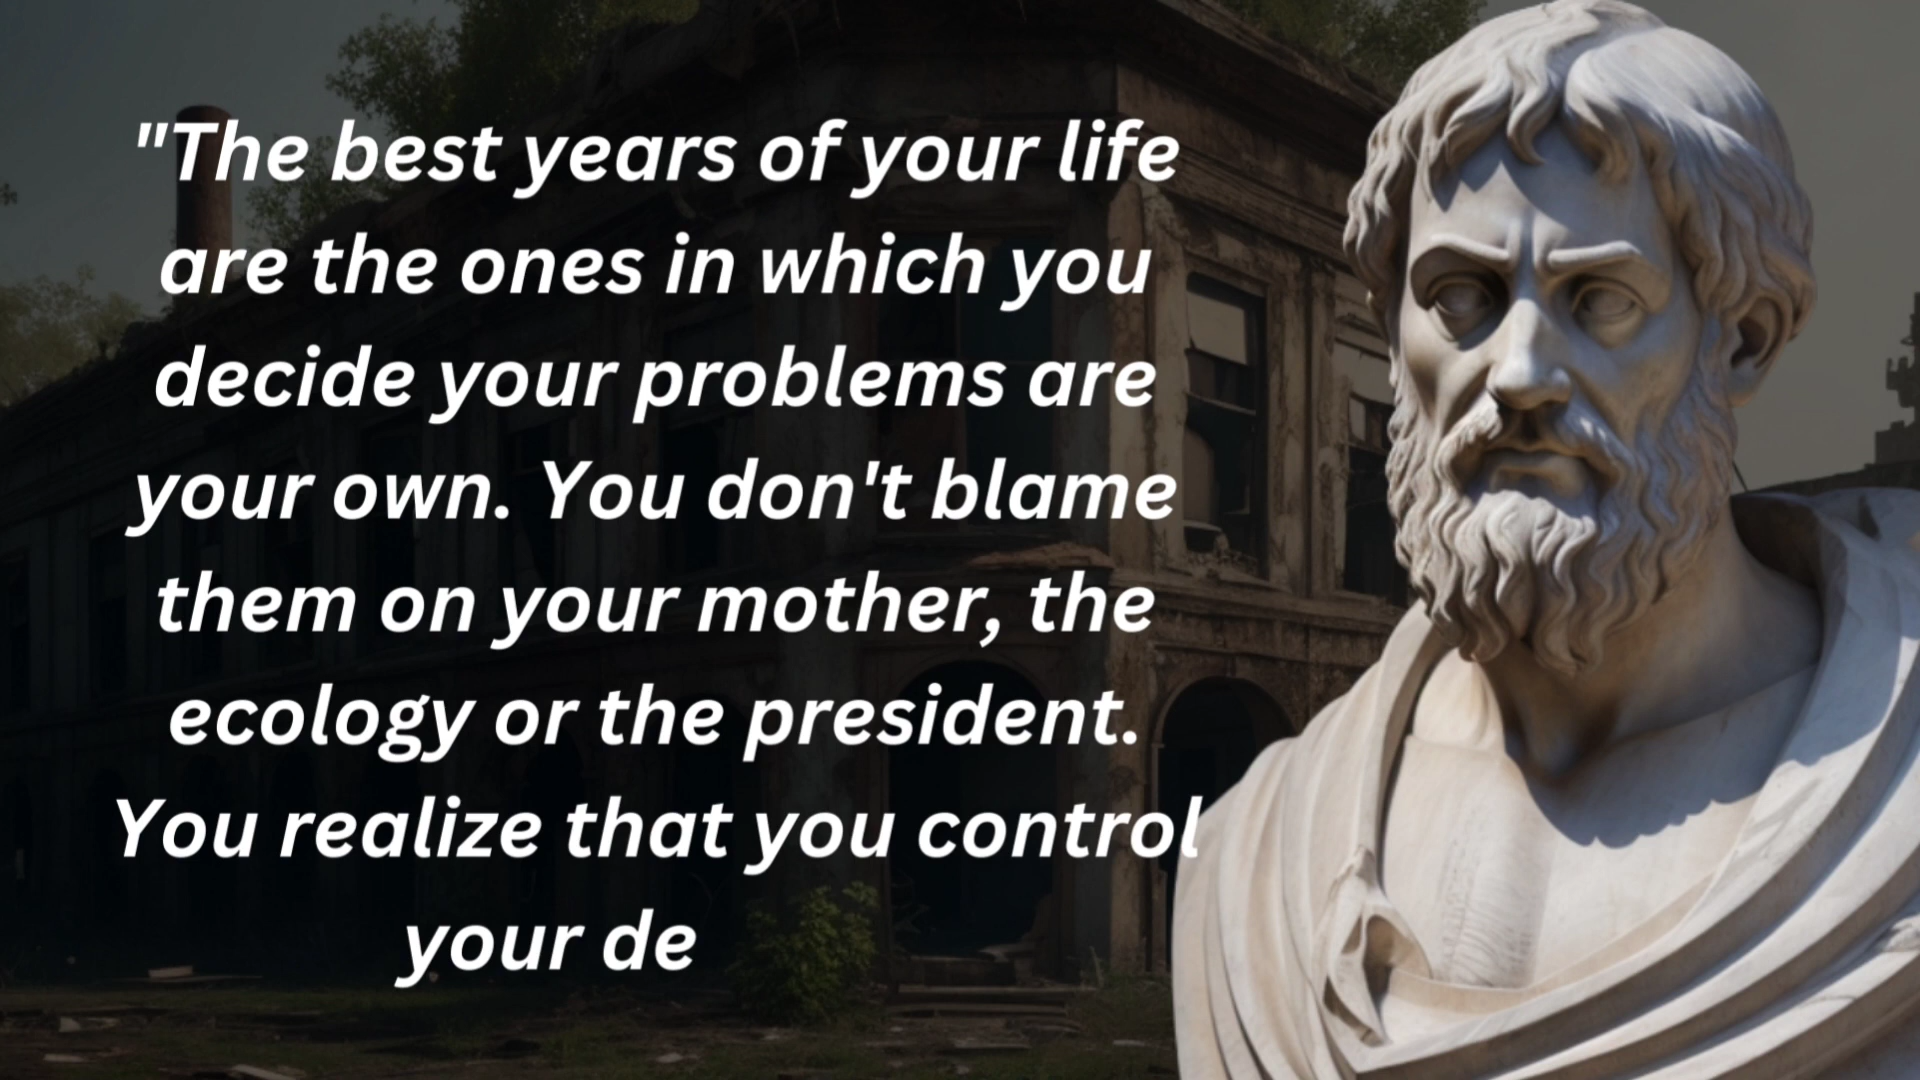 "The best years of your life
are the ones in which you
decide your problems are
your own. You don't blame
them on your mother, the
ecology or the president.
You realize that you control
your de